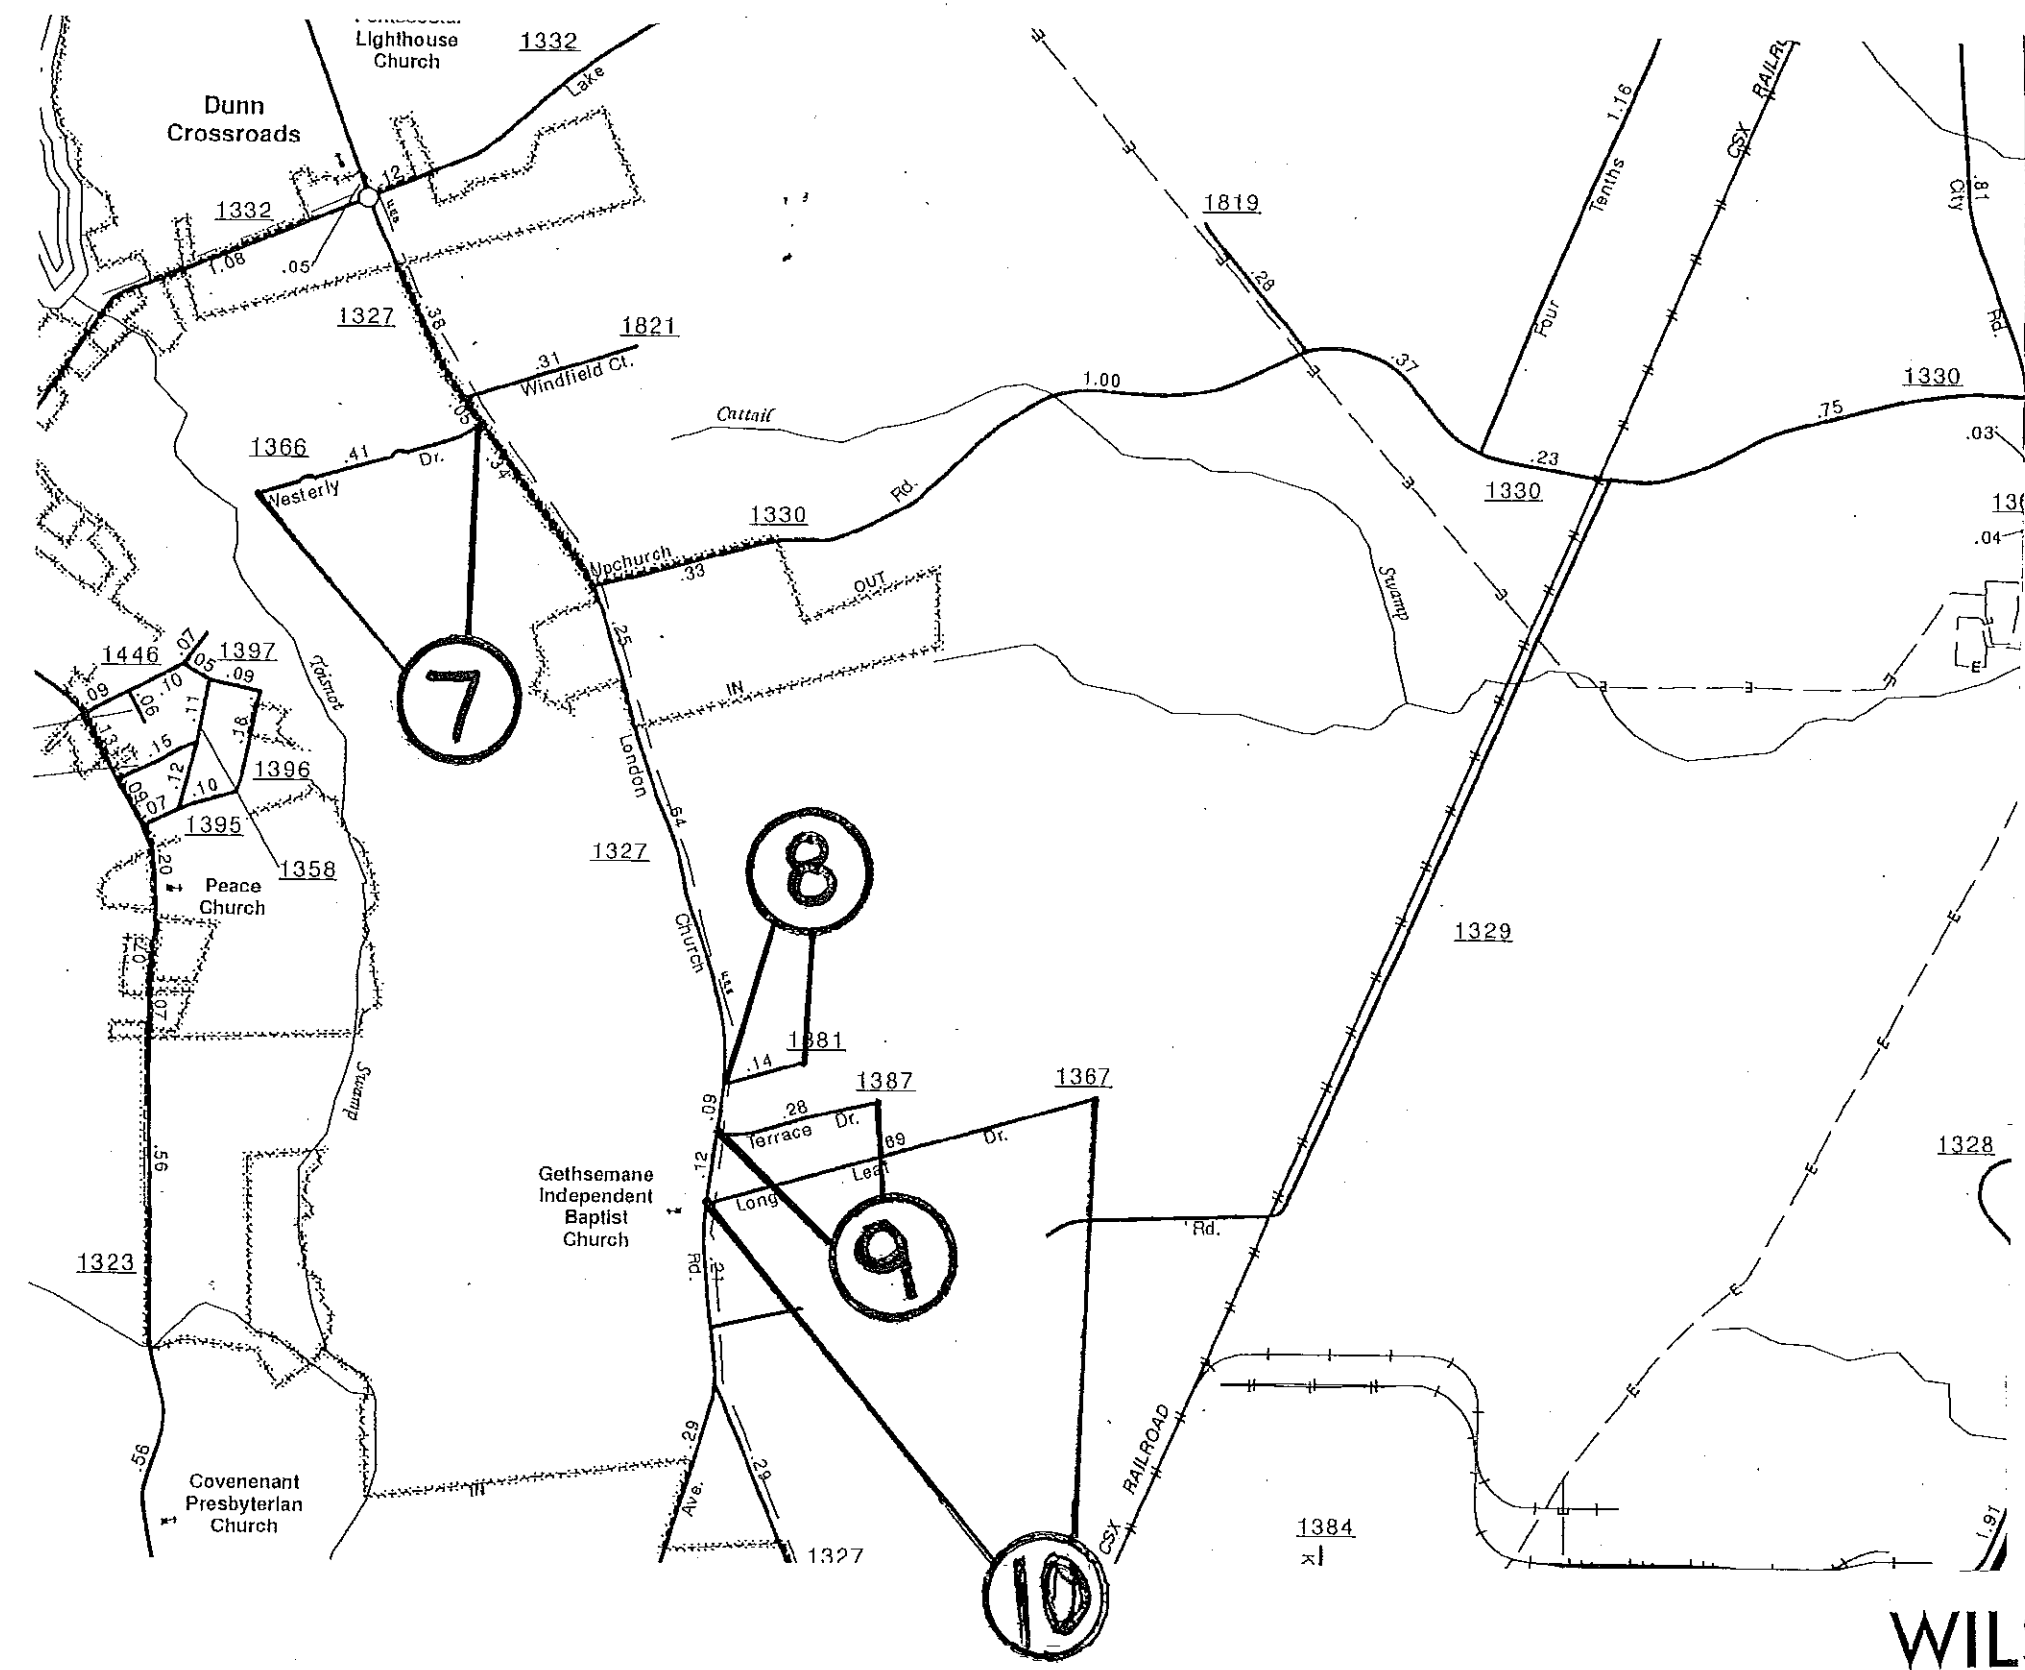 Lighthouse
Church
1332
Lake
Dunn
Crossroads
.12
1332
1.08
.05
1327
.38
1821
.31
Windfield Ct.
.05
1366
.41
Westerly
Dr.
.34
Cattail
Swamp
1819
.28
1.16
Four
Tenths
CSX
.81
City
Rd.
1.00
.37
.23
1330
1330
.75
.03
.04
Upchurch
Rd.
1330
.33
OUT
IN
.25
7
1446
.07
1397
.05
.09
.09
.10
.06
.11
.18
.13
.15
.12
.09
.07
.10
1396
1395
1358
.20
Peace
Church
.07
.07
Toisnot
Swamp
London
.64
1327
Church
Rd.
8
1381
.14
.09
1387
.28
Terrace Dr.
1367
.69
Long Leaf Dr.
.12
Gethsemane
Independent
Baptist
Church
9
.21
Rd.
1329
1328
1323
.56
.56
Covenenant
Presbyterian
Church
IN
.29
Ave.
.29
1327
10
CSX RAILROAD
1384
1.91
E
WILS